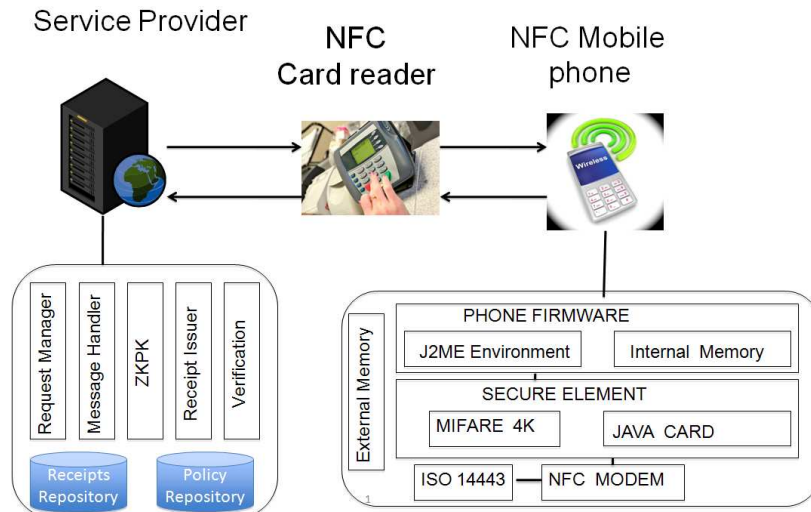 Service Provider
NFC
Card reader
NFC Mobile
phone
Wireless
Request Manager
Message Handler
ZKPK
Receipt Issuer
Verification
Receipts
Repository
Policy
Repository
External Memory
PHONE FIRMWARE
J2ME Environment
Internal Memory
SECURE ELEMENT
MIFARE 4K
JAVA CARD
ISO 14443
NFC MODEM
1